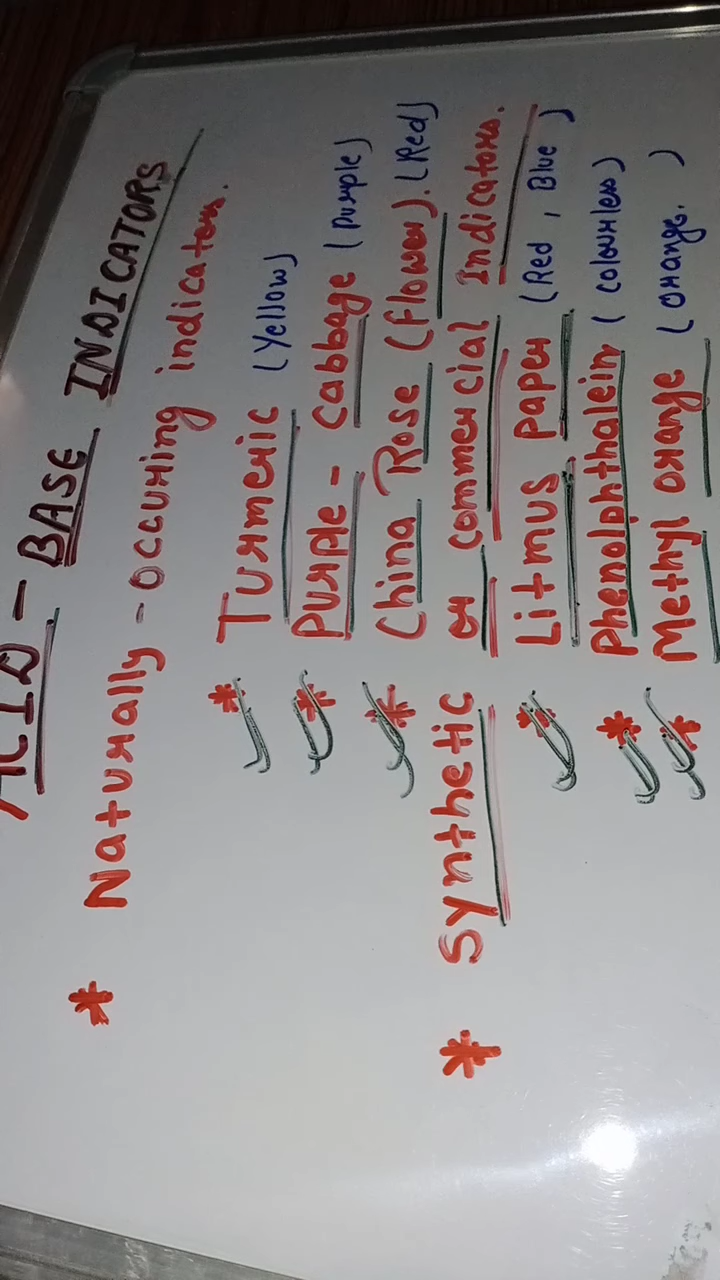 ACID - BASE INDICATORS
* Naturally - occuring indicators.
* Turmeric (Yellow)
* Purple - cabbage (purple)
* China Rose (flower). (Red)
* Synthetic or commercial Indicators.
* Litmus paper (Red, Blue)
* Phenolphthalein (colourless)
* Methyl orange (orange.)